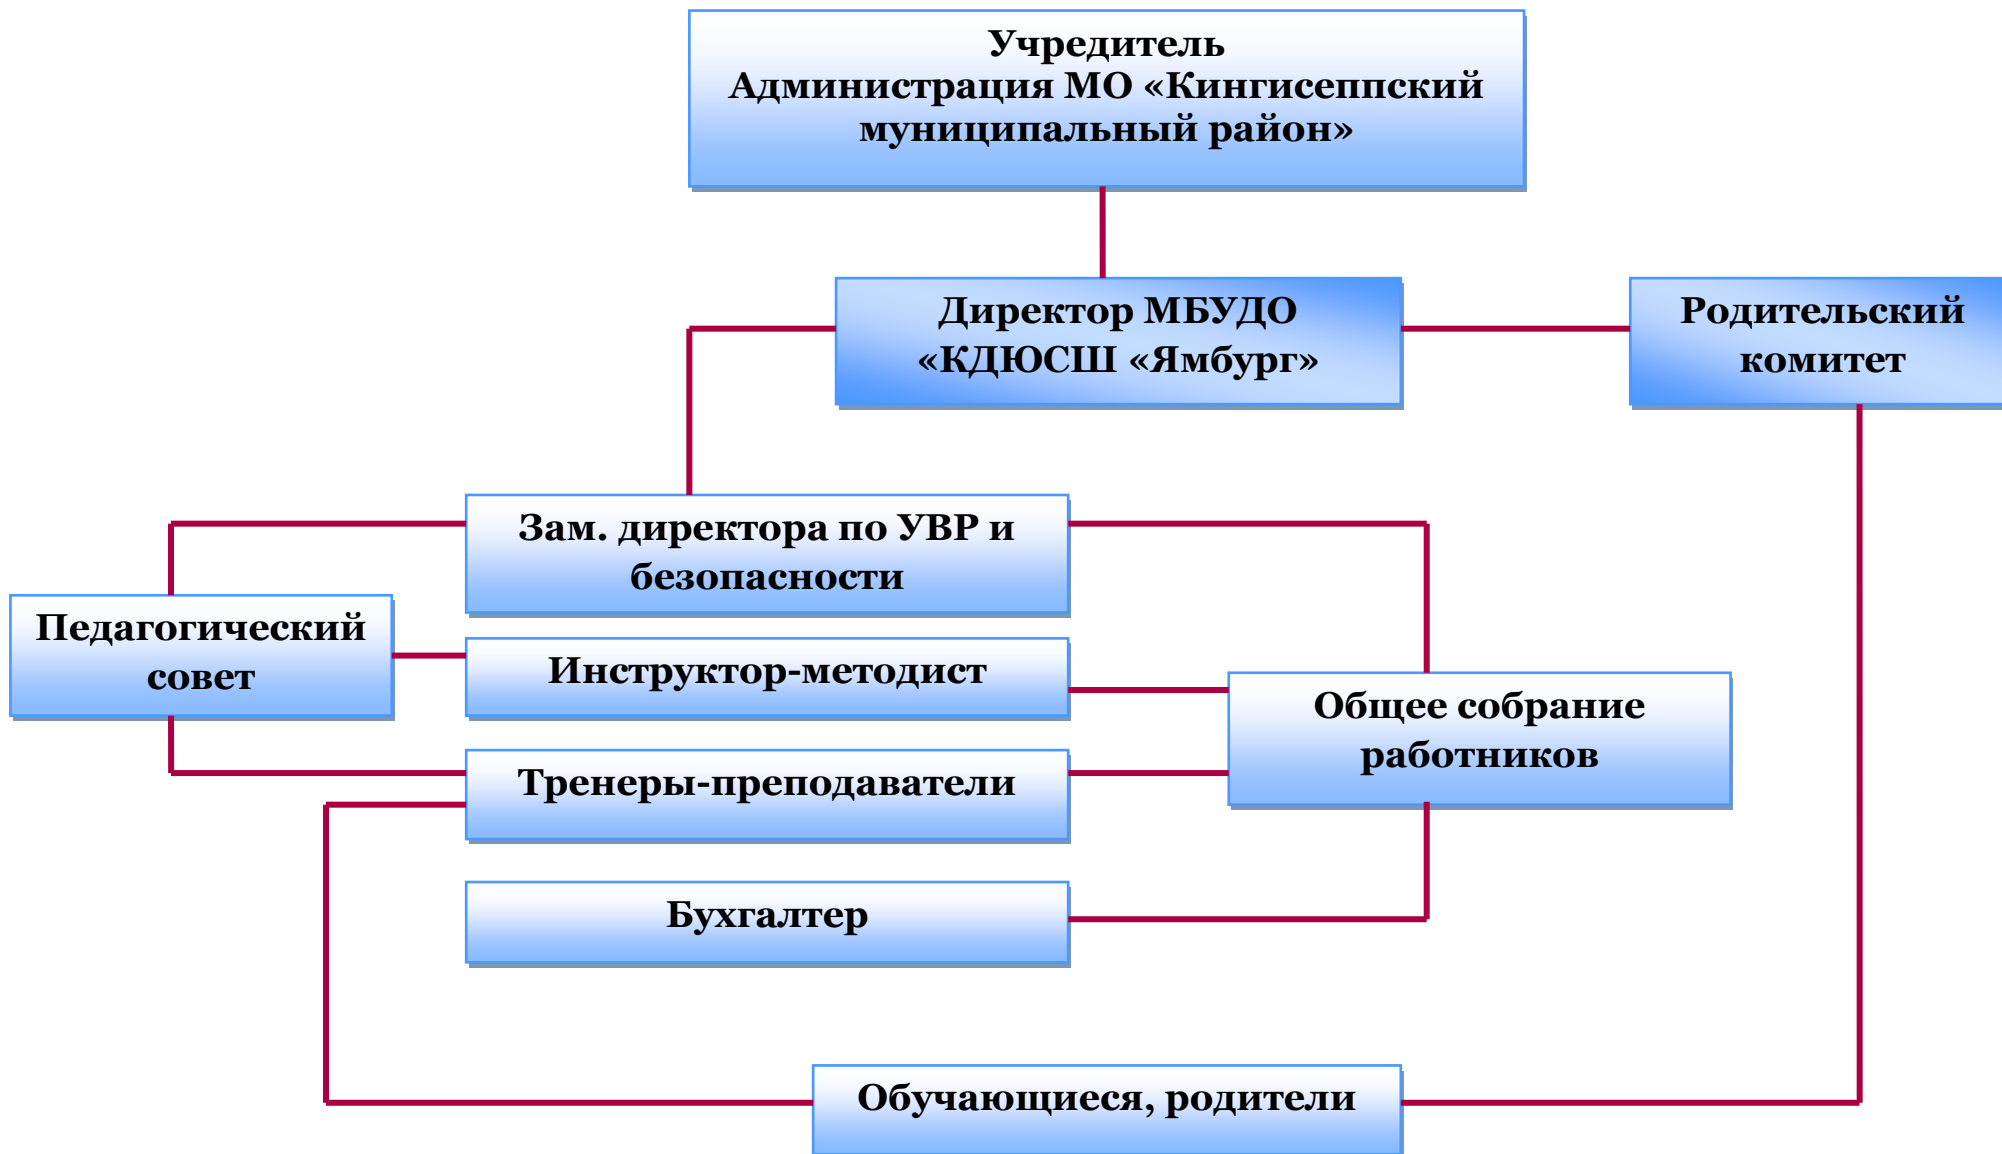 Учредитель
Администрация МО «Кингисеппский
муниципальный район»
Директор МБУДО
«КДЮСШ «Ямбург»
Родительский
комитет
Зам. директора по УВР и
безопасности
Педагогический
совет
Инструктор-методист
Общее собрание
работников
Тренеры-преподаватели
Бухгалтер
Обучающиеся, родители